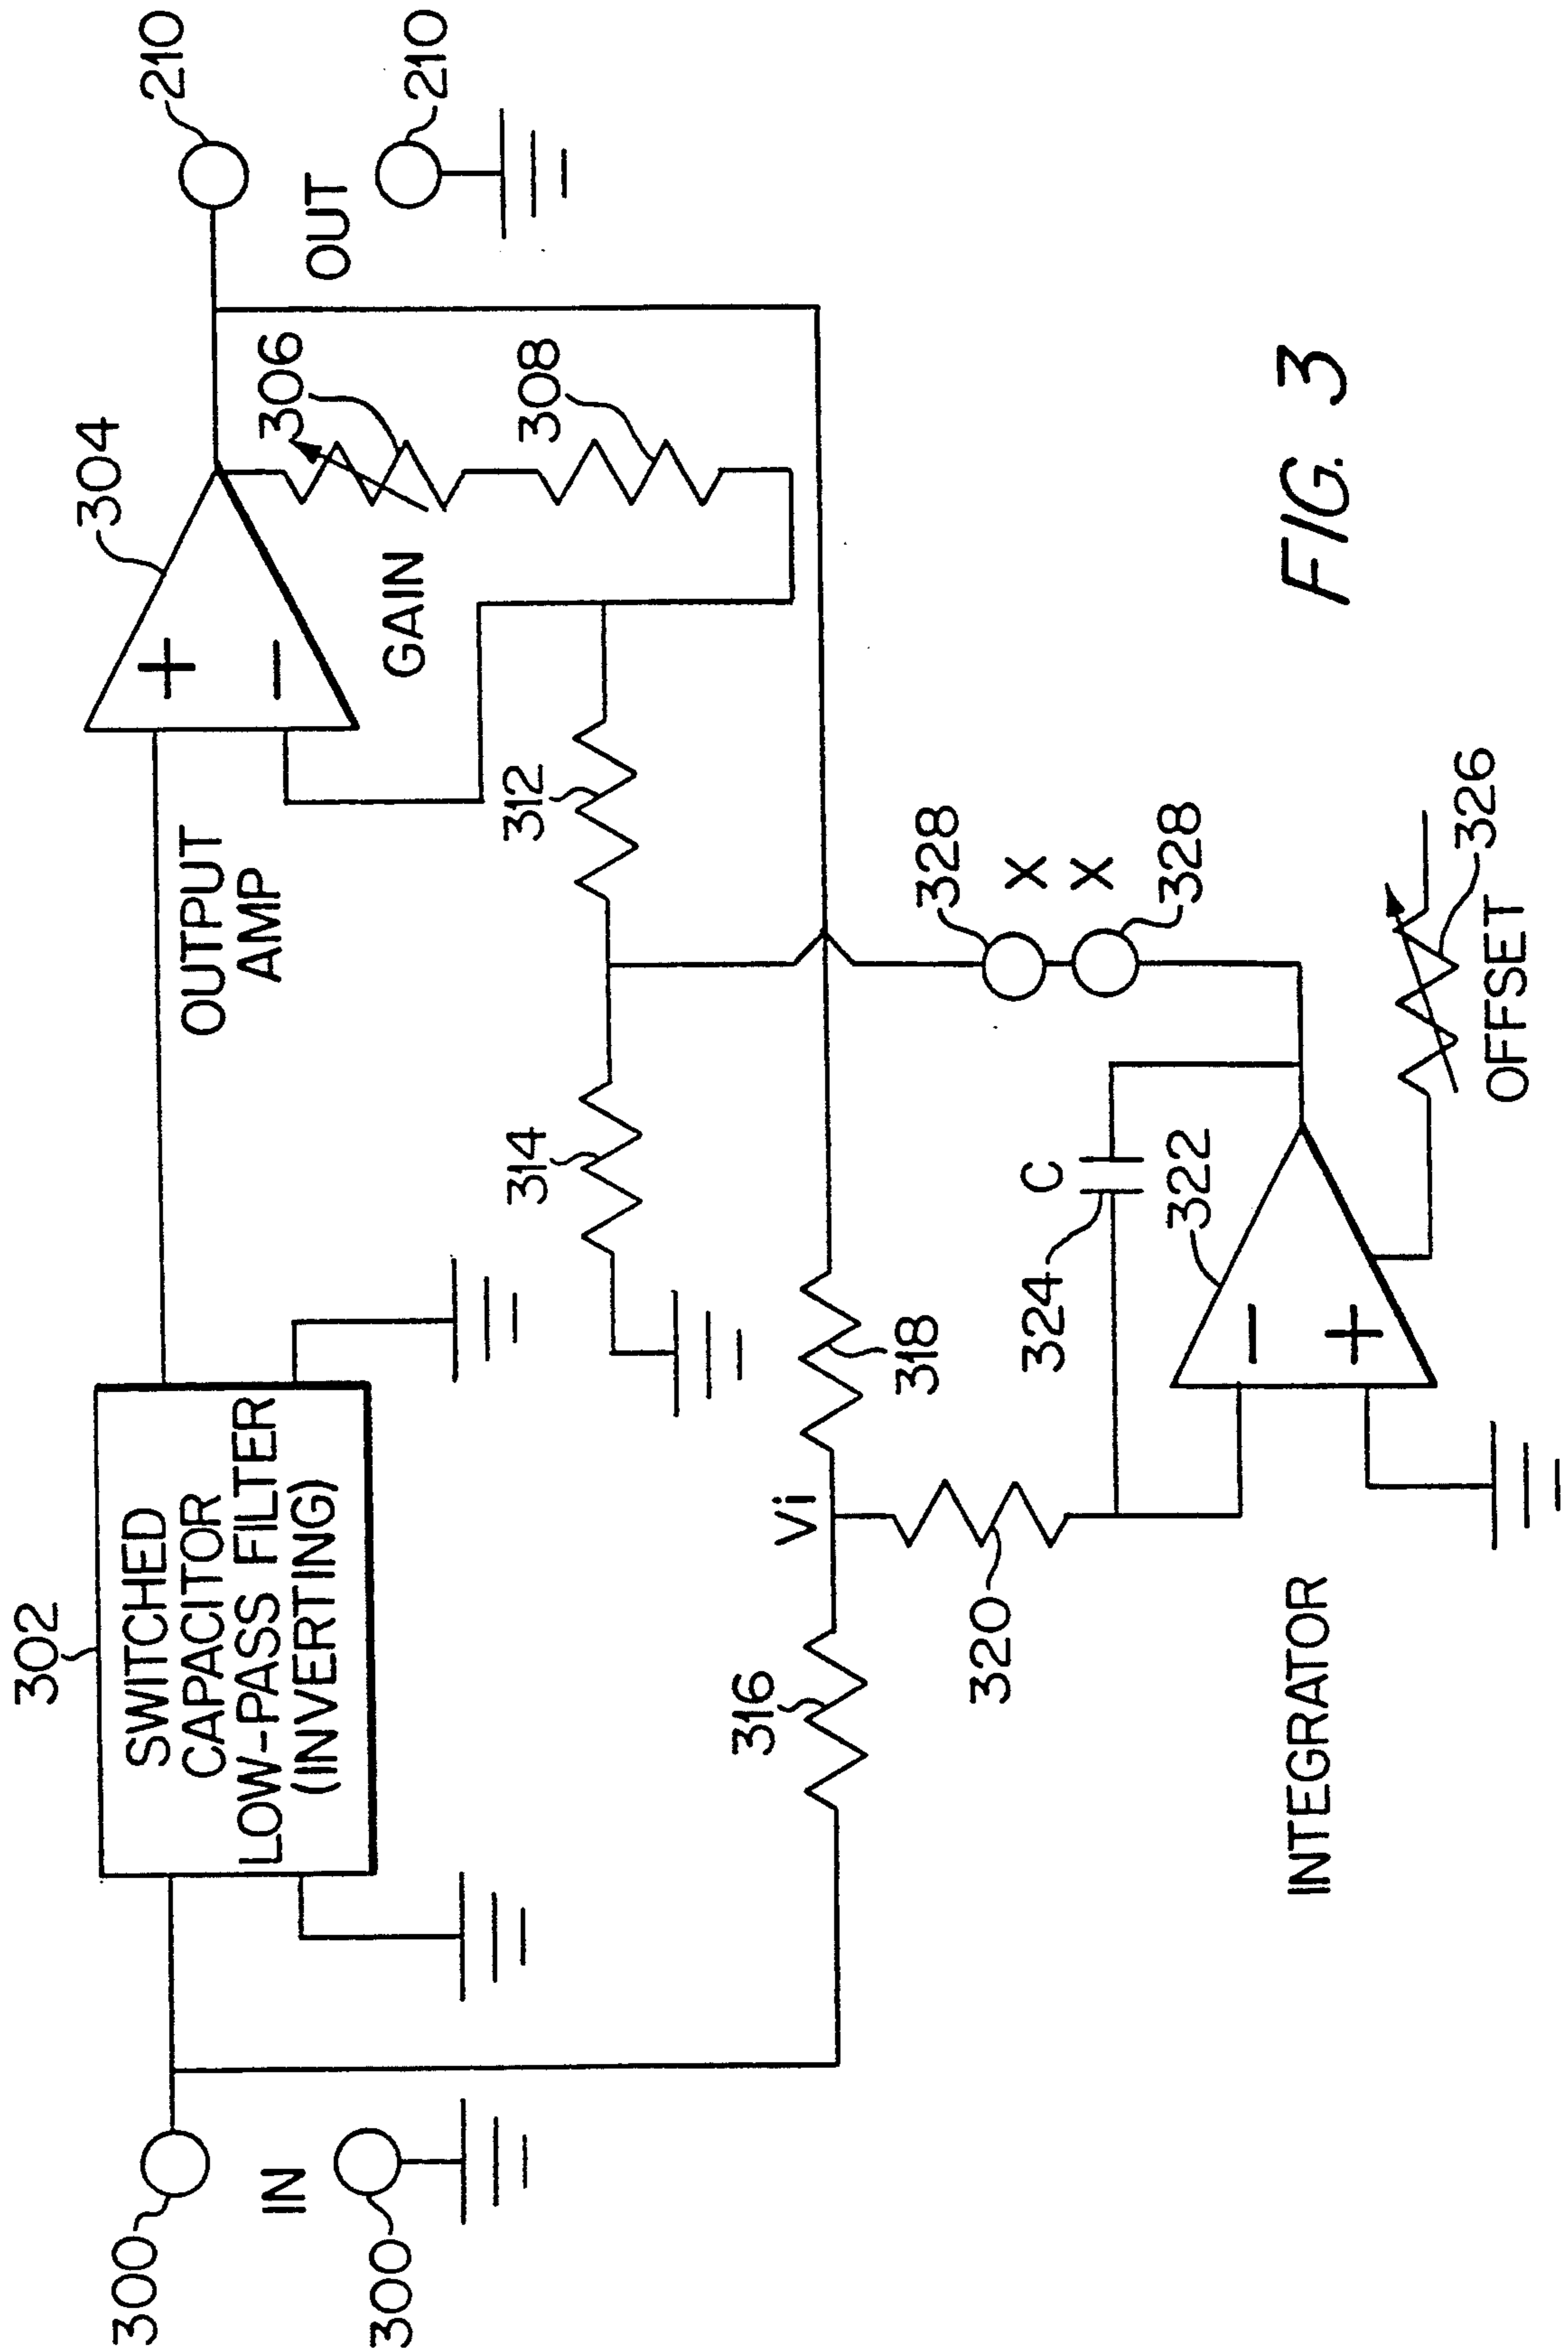 302
SWITCHED
CAPACITOR
LOW-PASS FILTER
(INVERTING)
OUTPUT
AMP
304
+
−
210
OUT
210
306
308
GAIN
312
314
300
IN
300
316
Vi
318
320
328
X
X
328
C
324
322
−
+
326
OFFSET
INTEGRATOR
FIG. 3